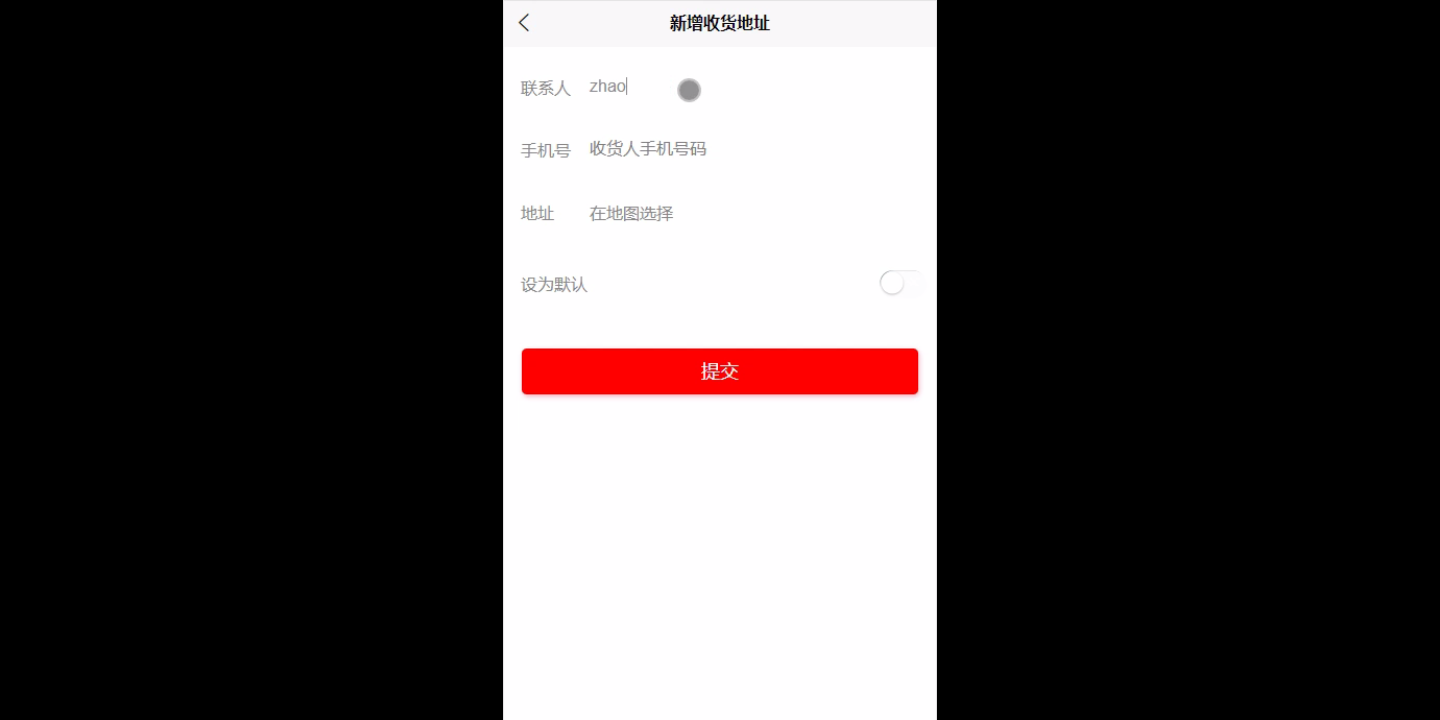 新增收货地址
联系人 zhao
手机号 收货人手机号码
地址 在地图选择
设为默认
提交